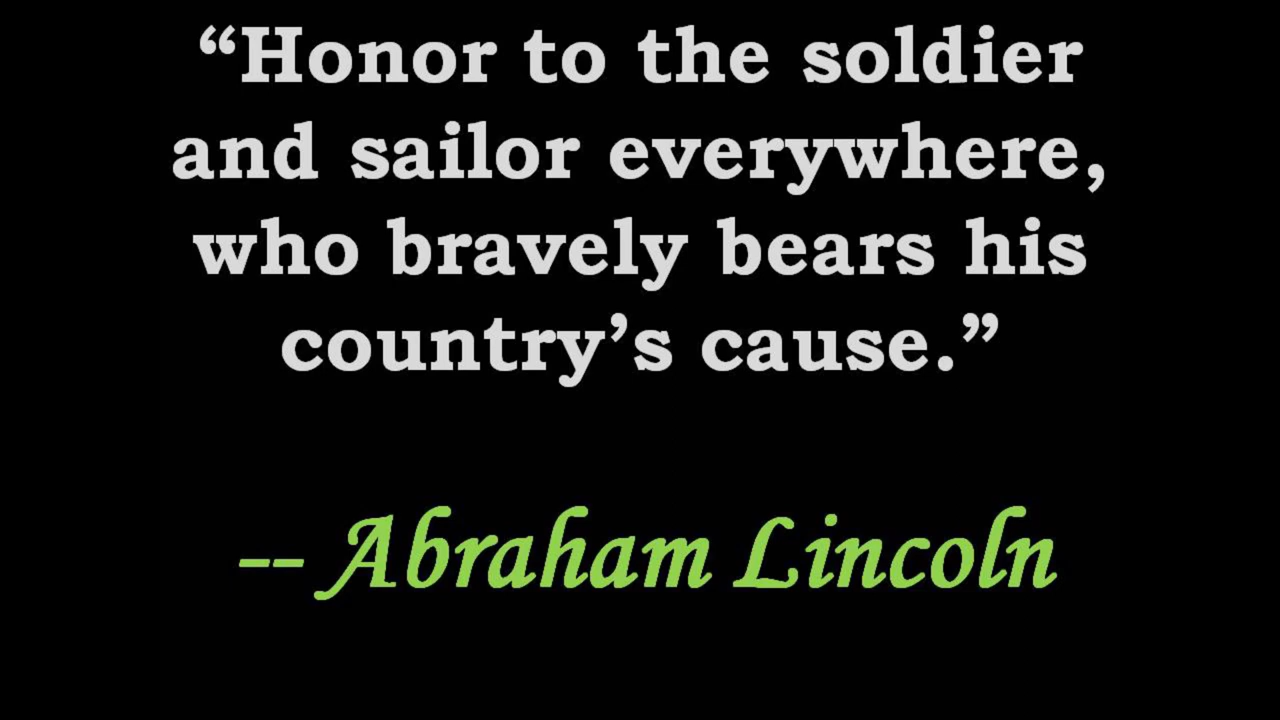 “Honor to the soldier
and sailor everywhere,
who bravely bears his
country’s cause.”
-- Abraham Lincoln